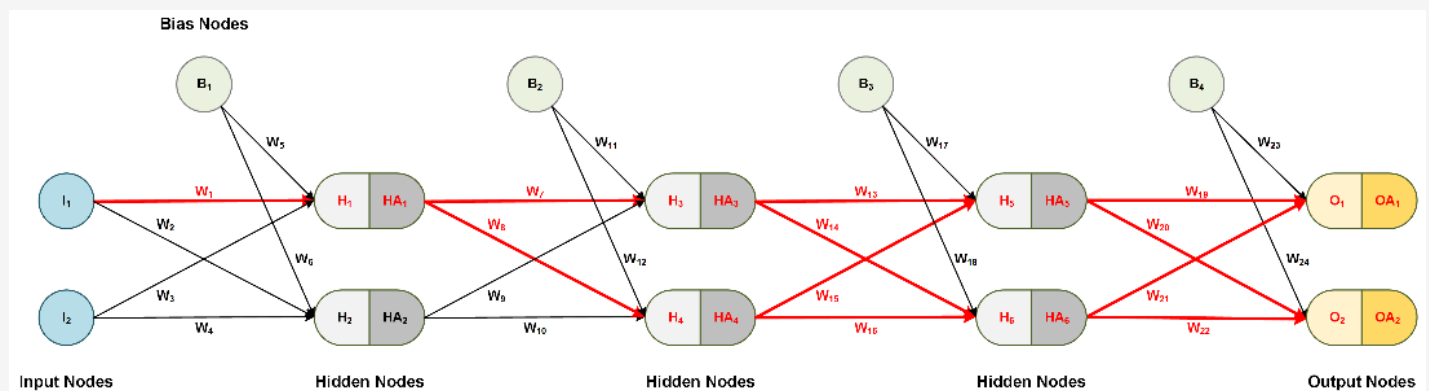 Bias Nodes
B₁ B₂ B₃ B₄
W₅ W₁₁ W₁₇ W₂₃
W₁ W₇ W₁₃ W₁₉
I₁ H₁ HA₁ H₃ HA₃ H₅ HA₅ O₁ OA₁
W₂ W₈ W₁₄ W₂₀
W₆ W₁₂ W₁₈ W₂₄
W₃ W₉ W₁₅ W₂₁
I₂ H₂ HA₂ H₄ HA₄ H₆ HA₆ O₂ OA₂
W₄ W₁₀ W₁₆ W₂₂
Input Nodes Hidden Nodes Hidden Nodes Hidden Nodes Output Nodes